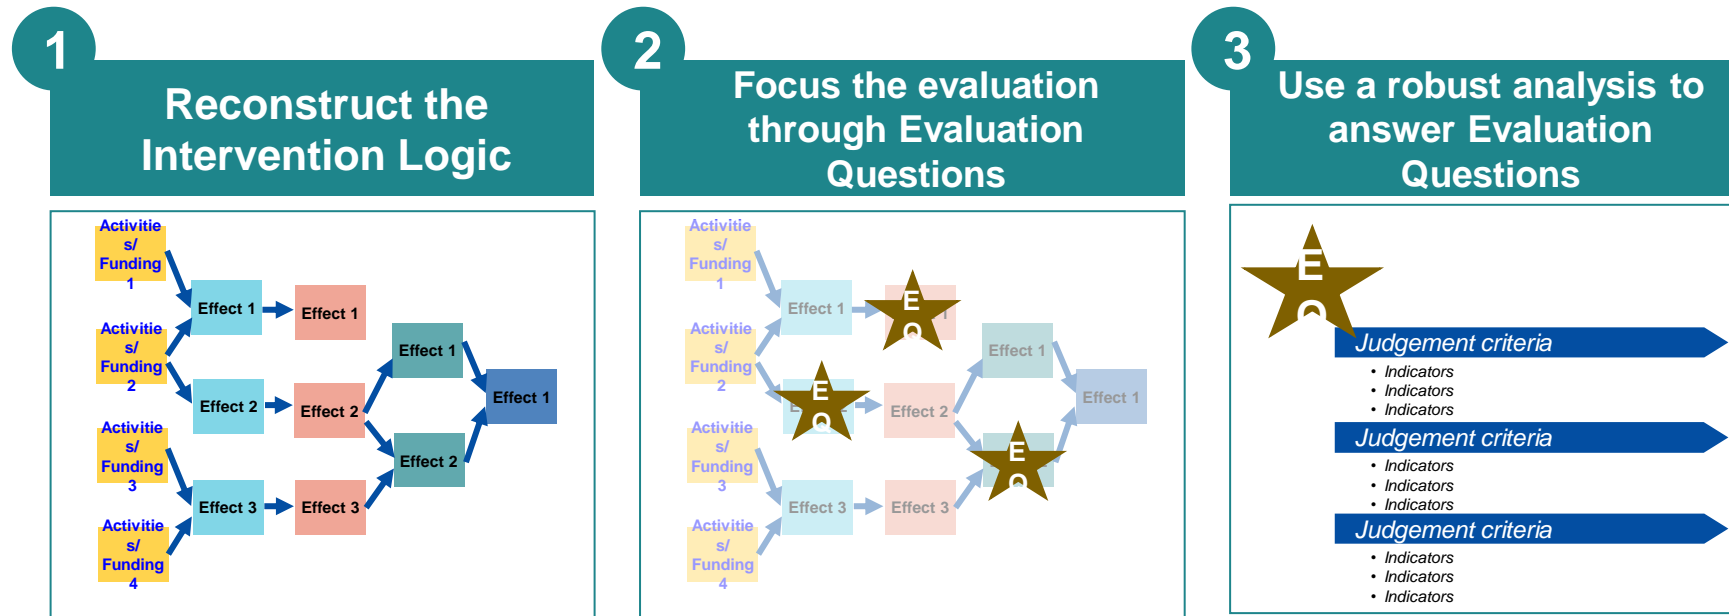 1
Reconstruct the
Intervention Logic
Activitie
s/
Funding
1
Effect 1
Effect 1
Activitie
s/
Funding
2
Effect 1
Effect 2
Effect 2
Effect 1
Activitie
s/
Funding
3
Effect 2
Effect 3
Effect 3
Activitie
s/
Funding
4
2
Focus the evaluation
through Evaluation
Questions
Activitie
s/
Funding
1
Effect 1
E
Q
1
Activitie
s/
Funding
2
Effect 1
E
Q
Effect 2
Effect 1
Activitie
s/
Funding
3
E
Q
Effect 3
Effect 3
Activitie
s/
Funding
4
3
Use a robust analysis to
answer Evaluation
Questions
E
Q
Judgement criteria
• Indicators
• Indicators
• Indicators
Judgement criteria
• Indicators
• Indicators
• Indicators
Judgement criteria
• Indicators
• Indicators
• Indicators